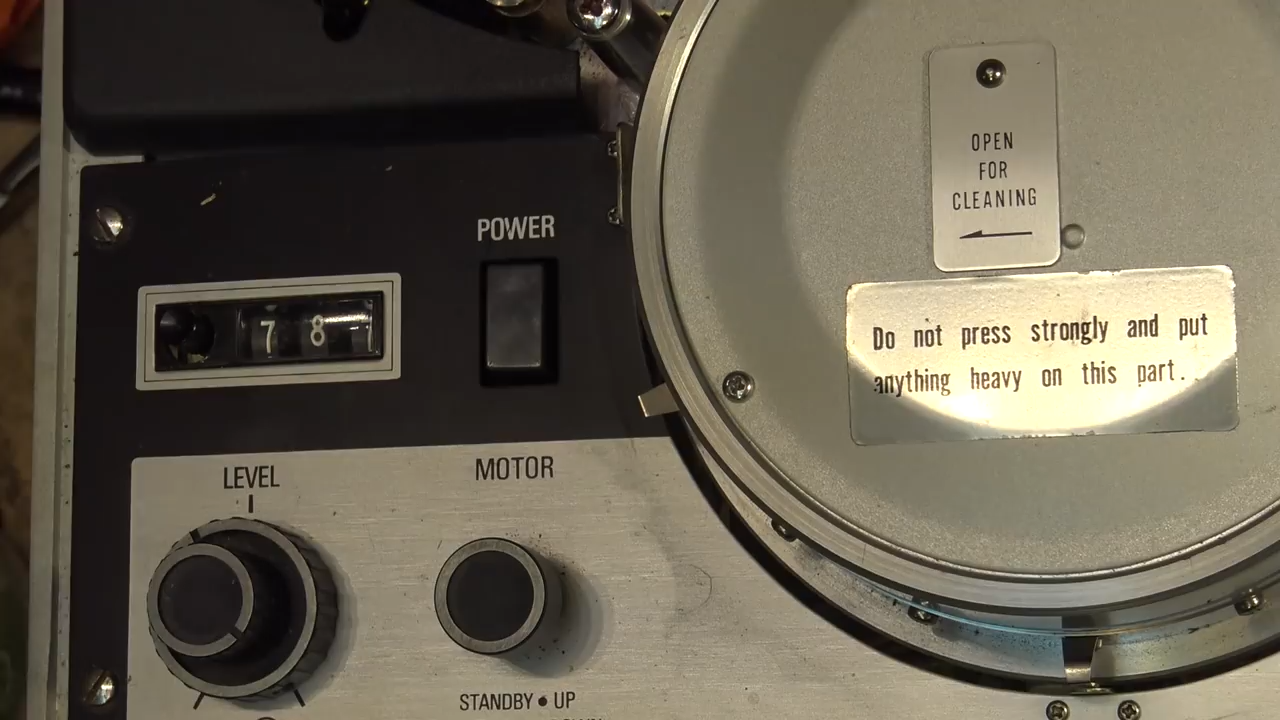 OPEN
FOR
CLEANING
POWER
7 8
Do not press strongly and put
anything heavy on this part.
LEVEL
MOTOR
STANDBY • UP